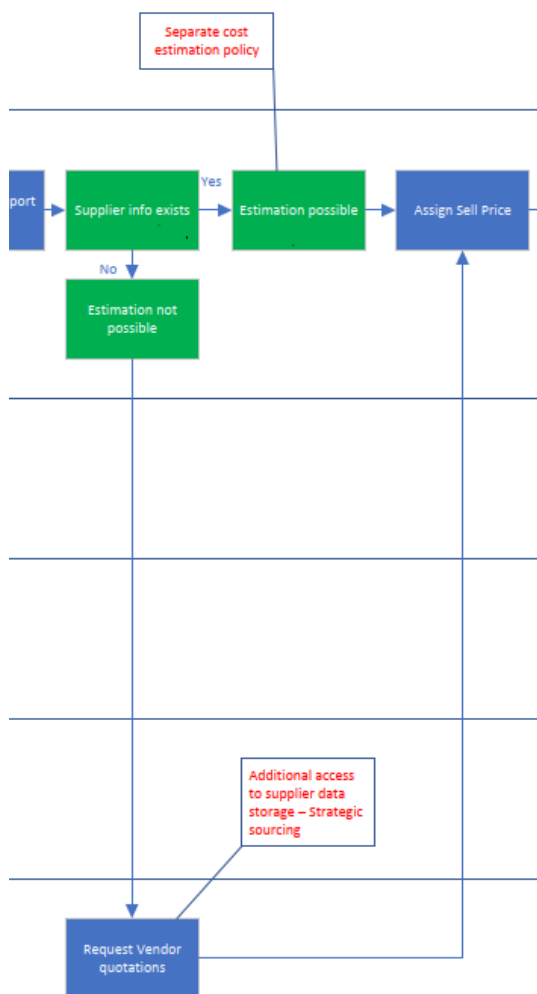 Separate cost
estimation policy
port
Supplier info exists
Yes
Estimation possible
Assign Sell Price
No
Estimation not
possible
Additional access
to supplier data
storage – Strategic
sourcing
Request Vendor
quotations